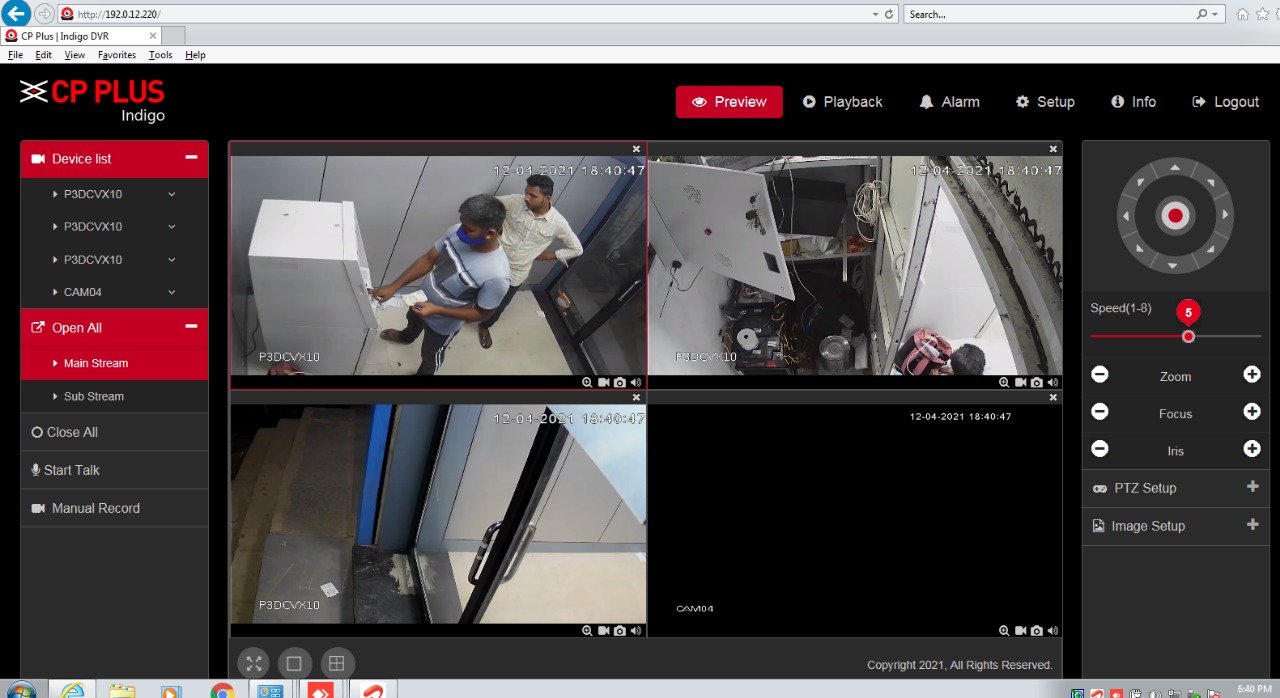 http://192.0.12.220/
Search...
CP Plus | Indigo DVR
File Edit View Favorites Tools Help
CP PLUS
Indigo
Preview Playback Alarm Setup Info Logout
Device list
P3DCVX10
P3DCVX10
P3DCVX10
CAM04
Open All
Main Stream
Sub Stream
Close All
Start Talk
Manual Record
12-04-2021 18:40:47
P3DCVX10
12-04-2021 18:40:47
P3DCVX10
12-04-2021 18:40:47
P3DCVX10
12-04-2021 18:40:47
CAM04
Speed(1-8)
5
Zoom
Focus
Iris
PTZ Setup
Image Setup
Copyright 2021, All Rights Reserved.
6:40 PM